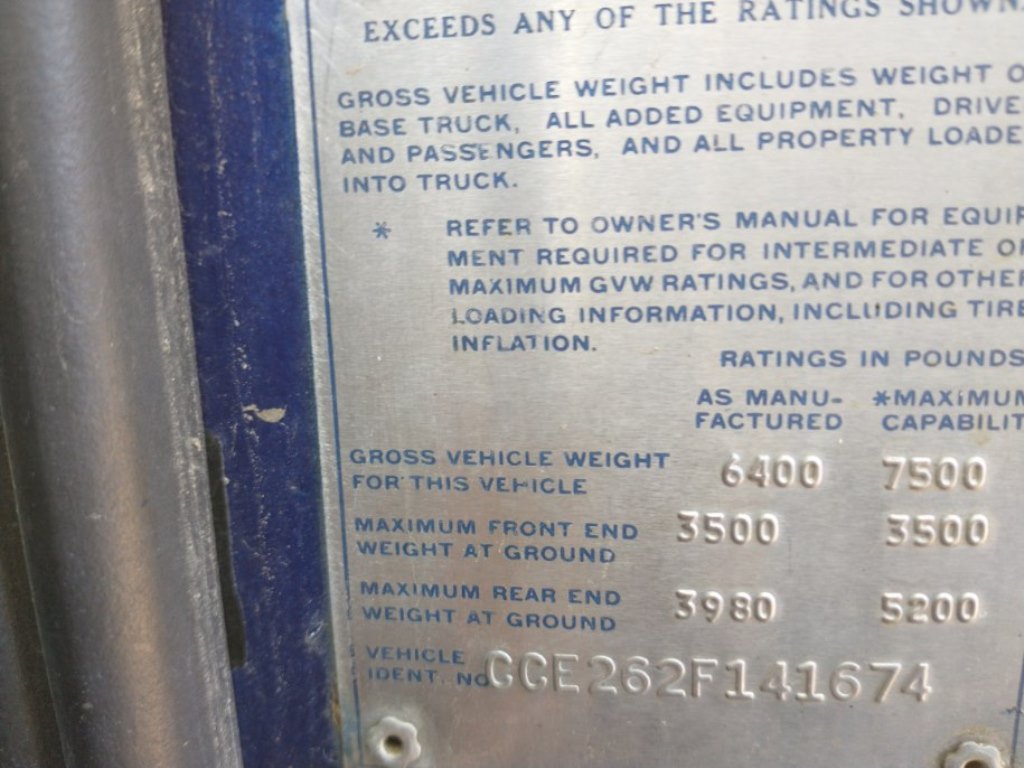 EXCEEDS ANY OF THE RATINGS SHOWN.
GROSS VEHICLE WEIGHT INCLUDES WEIGHT O
BASE TRUCK, ALL ADDED EQUIPMENT, DRIVE
AND PASSENGERS, AND ALL PROPERTY LOADE
INTO TRUCK.
* REFER TO OWNER'S MANUAL FOR EQUIP
MENT REQUIRED FOR INTERMEDIATE OR
MAXIMUM GVW RATINGS, AND FOR OTHER
LOADING INFORMATION, INCLUDING TIRE
INFLATION.
RATINGS IN POUNDS
AS MANU- *MAXIMUM
FACTURED CAPABILIT
GROSS VEHICLE WEIGHT 6400 7500
FOR THIS VEHICLE
MAXIMUM FRONT END 3500 3500
WEIGHT AT GROUND
MAXIMUM REAR END 3980 5200
WEIGHT AT GROUND
VEHICLE CCE262F141674
IDENT. NO.